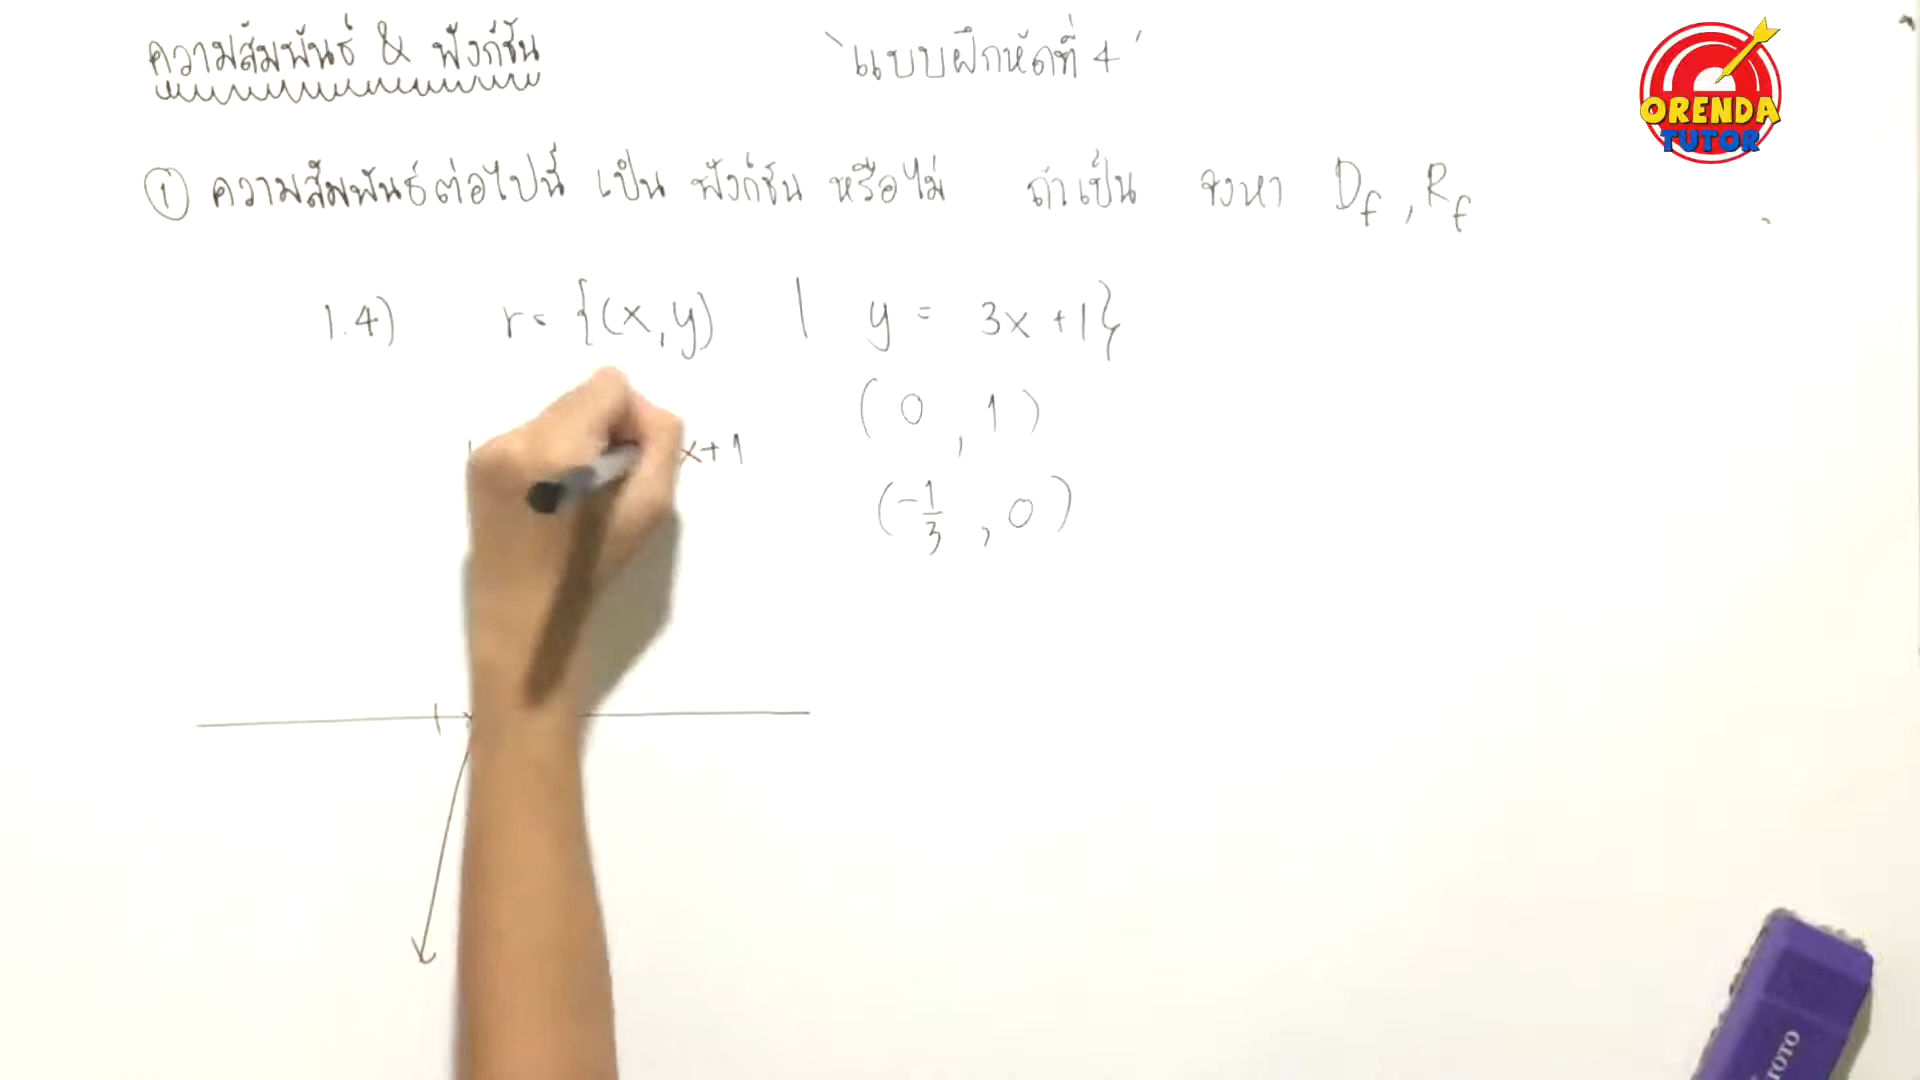 ความสัมพันธ์ & ฟังก์ชัน
`แบบฝึกหัดที่ 4'
ORENDA
TUTOR
① ความสัมพันธ์ต่อไปนี้ เป็น ฟังก์ชัน หรือไม่ ถ้าเป็น จงหา Df , Rf
1.4) r = {(x,y) | y = 3x +1}
(0 , 1)
x+1
(-1/3 , 0)